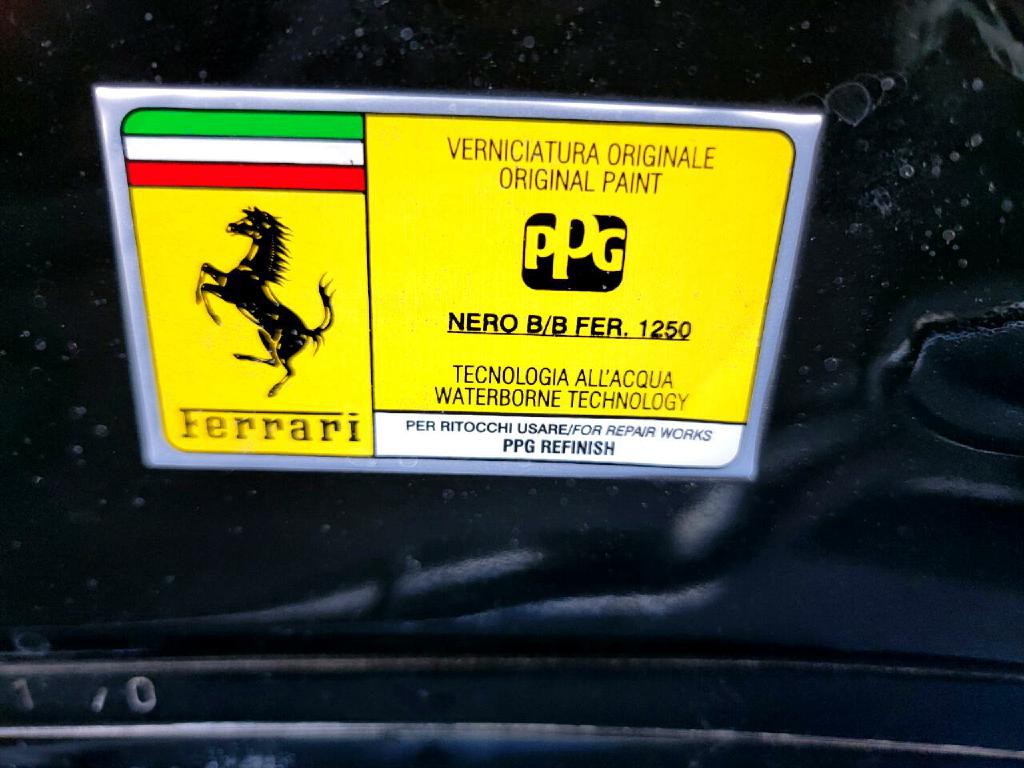 VERNICIATURA ORIGINALE
ORIGINAL PAINT
PPG
NERO B/B FER. 1250
TECNOLOGIA ALL'ACQUA
WATERBORNE TECHNOLOGY
Ferrari
PER RITOCCHI USARE/FOR REPAIR WORKS
PPG REFINISH